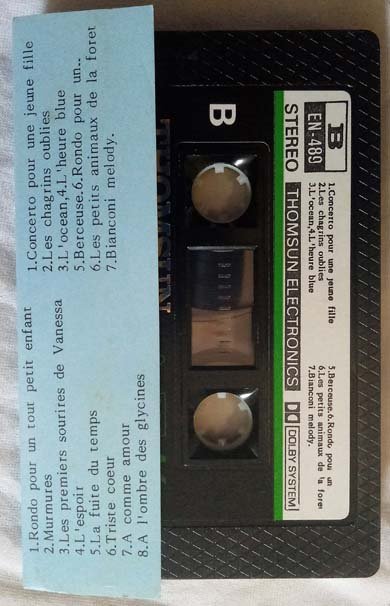 1.Rondo pour un tout petit enfant
2.Murmures
3.Les premiers sourires de Vanessa
4.L'espoir
5.La fuite du temps
6.Triste coeur
7.A comme amour
8.A l'ombre des glycines
1.Concerto pour une jeune fille
2.Les chagrins oublies
3.L'ocean,4.L'heure blue
5.Berceuse.6.Rondo pour un..
6.Les petits animaux de la foret
7.Bianconi melody.
B
B
EN-489
STEREO
THOMSUN ELECTRONICS
DOLBY SYSTEM
1.Concerto pour une jeune fille
2.Les chagrins oublies
3.L'ocean,4.L'heure blue
5.Berceuse.6.Rondo pour un
6.Les petits animaux de la foret
7.Bianconi melody.